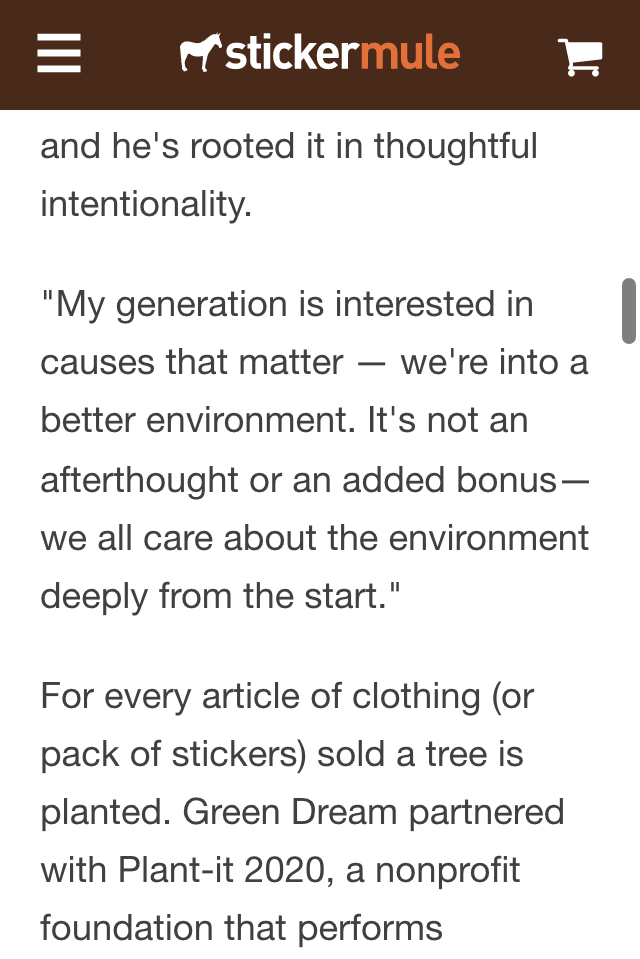 stickermule
and he's rooted it in thoughtful
intentionality.
"My generation is interested in
causes that matter — we're into a
better environment. It's not an
afterthought or an added bonus—
we all care about the environment
deeply from the start."
For every article of clothing (or
pack of stickers) sold a tree is
planted. Green Dream partnered
with Plant-it 2020, a nonprofit
foundation that performs